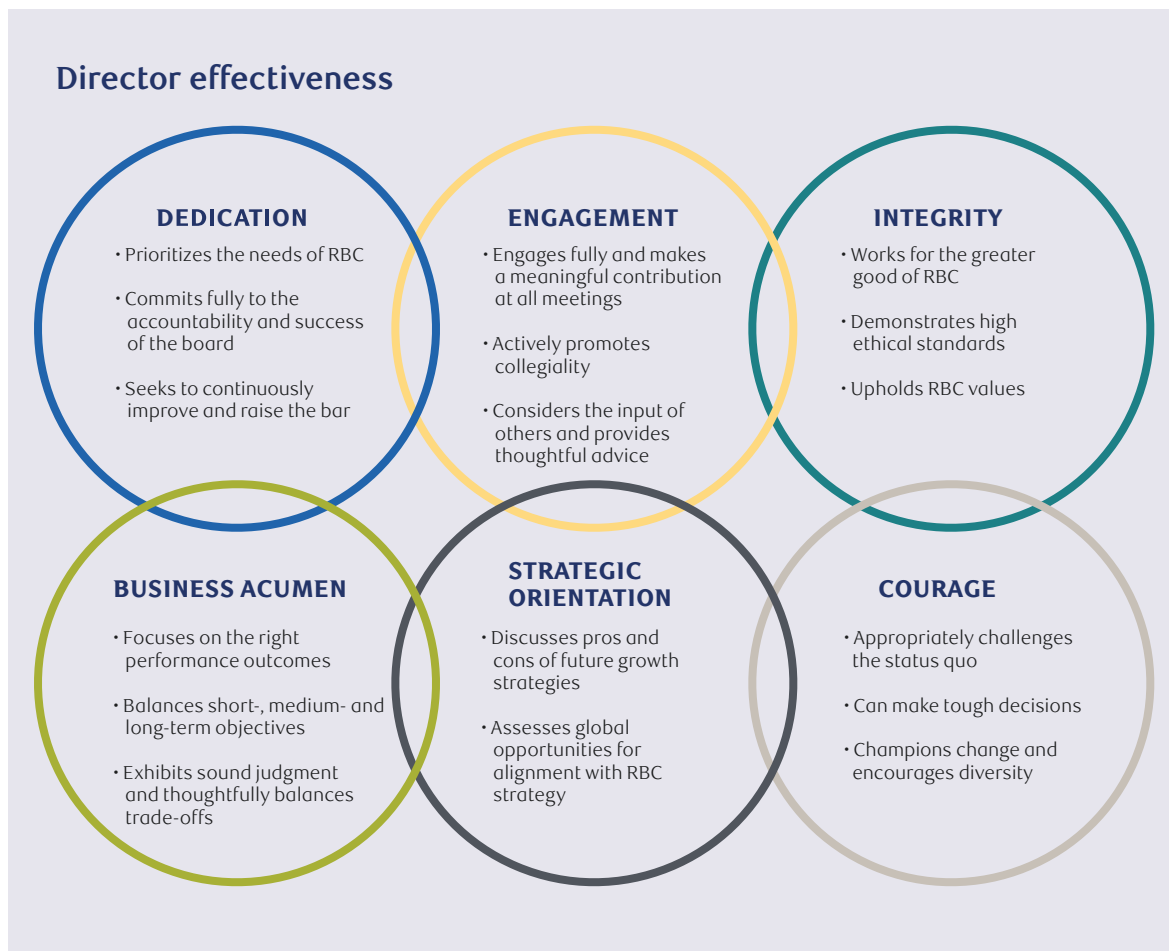 Director effectiveness
DEDICATION
• Prioritizes the needs of RBC
• Commits fully to the
accountability and success
of the board
• Seeks to continuously
improve and raise the bar
ENGAGEMENT
• Engages fully and makes
a meaningful contribution
at all meetings
• Actively promotes
collegiality
• Considers the input of
others and provides
thoughtful advice
INTEGRITY
• Works for the greater
good of RBC
• Demonstrates high
ethical standards
• Upholds RBC values
BUSINESS ACUMEN
• Focuses on the right
performance outcomes
• Balances short-, medium- and
long-term objectives
• Exhibits sound judgment
and thoughtfully balances
trade-offs
STRATEGIC
ORIENTATION
• Discusses pros and
cons of future growth
strategies
• Assesses global
opportunities for
alignment with RBC
strategy
COURAGE
• Appropriately challenges
the status quo
• Can make tough decisions
• Champions change and
encourages diversity